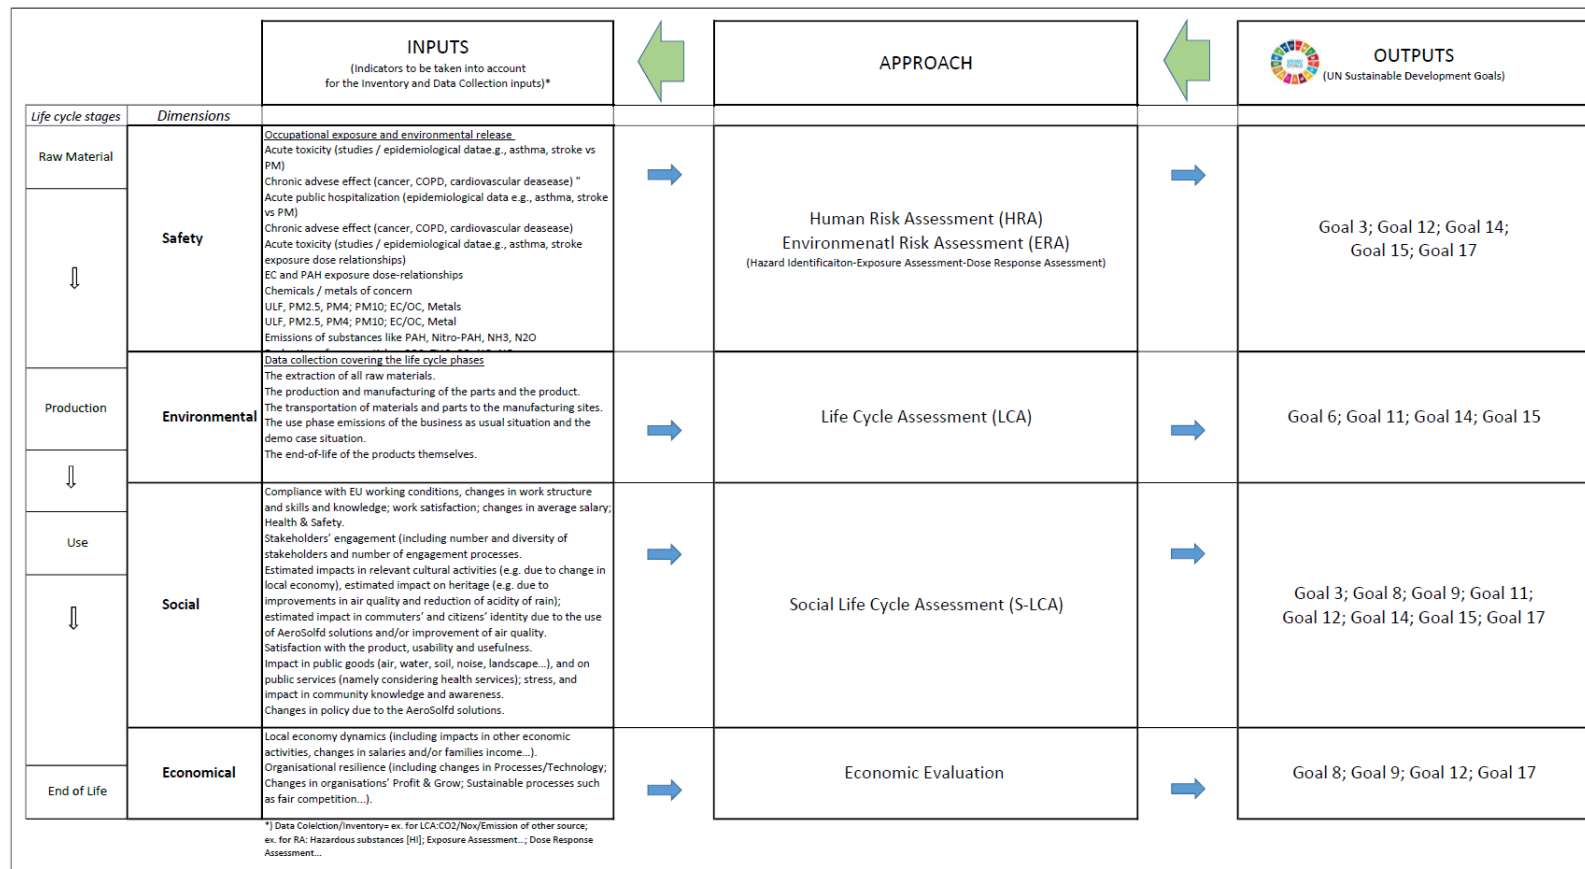 INPUTS
(Indicators to be taken into account
for the Inventory and Data Collection inputs)*
APPROACH
OUTPUTS
(UN Sustainable Development Goals)
Life cycle stages
Dimensions
Raw Material
Production
Use
End of Life
Safety
Occupational exposure and environmental release
Acute toxicity (studies / epidemiological datae.g., asthma, stroke vs
PM)
Chronic advese effect (cancer, COPD, cardiovascular deasease) "
Acute public hospitalization (epidemiological data e.g., asthma, stroke
vs PM)
Chronic advese effect (cancer, COPD, cardiovascular deasease)
Acute toxicity (studies / epidemiological datae.g., asthma, stroke
exposure dose relationships)
EC and PAH exposure dose-relationships
Chemicals / metals of concern
ULF, PM2.5, PM4; PM10; EC/OC, Metals
ULF, PM2.5, PM4; PM10; EC/OC, Metal
Emissions of substances like PAH, Nitro-PAH, NH3, N2O
Human Risk Assessment (HRA)
Environmenatl Risk Assessment (ERA)
(Hazard Identificaiton-Exposure Assessment-Dose Response Assessment)
Goal 3; Goal 12; Goal 14;
Goal 15; Goal 17
Environmental
Data collection covering the life cycle phases
The extraction of all raw materials.
The production and manufacturing of the parts and the product.
The transportation of materials and parts to the manufacturing sites.
The use phase emissions of the business as usual situation and the
demo case situation.
The end-of-life of the products themselves.
Life Cycle Assessment (LCA)
Goal 6; Goal 11; Goal 14; Goal 15
Social
Compliance with EU working conditions, changes in work structure
and skills and knowledge; work satisfaction; changes in average salary;
Health & Safety.
Stakeholders' engagement (including number and diversity of
stakeholders and number of engagement processes.
Estimated impacts in relevant cultural activities (e.g. due to change in
local economy), estimated impact on heritage (e.g. due to
improvements in air quality and reduction of acidity of rain);
estimated impact in commuters' and citizens' identity due to the use
of AeroSolfd solutions and/or improvement of air quality.
Satisfaction with the product, usability and usefulness.
Impact in public goods (air, water, soil, noise, landscape...), and on
public services (namely considering health services); stress, and
impact in community knowledge and awareness.
Changes in policy due to the AeroSolfd solutions.
Social Life Cycle Assessment (S-LCA)
Goal 3; Goal 8; Goal 9; Goal 11;
Goal 12; Goal 14; Goal 15; Goal 17
Economical
Local economy dynamics (including impacts in other economic
activities, changes in salaries and/or families income...).
Organisational resilience (including changes in Processes/Technology;
Changes in organisations' Profit & Grow; Sustainable processes such
as fair competition...).
Economic Evaluation
Goal 8; Goal 9; Goal 12; Goal 17
*) Data Colelction/Inventory= ex. for LCA:CO2/Nox/Emission of other source;
ex. for RA: Hazardous substances [HI]; Exposure Assessment...; Dose Response
Assessment...